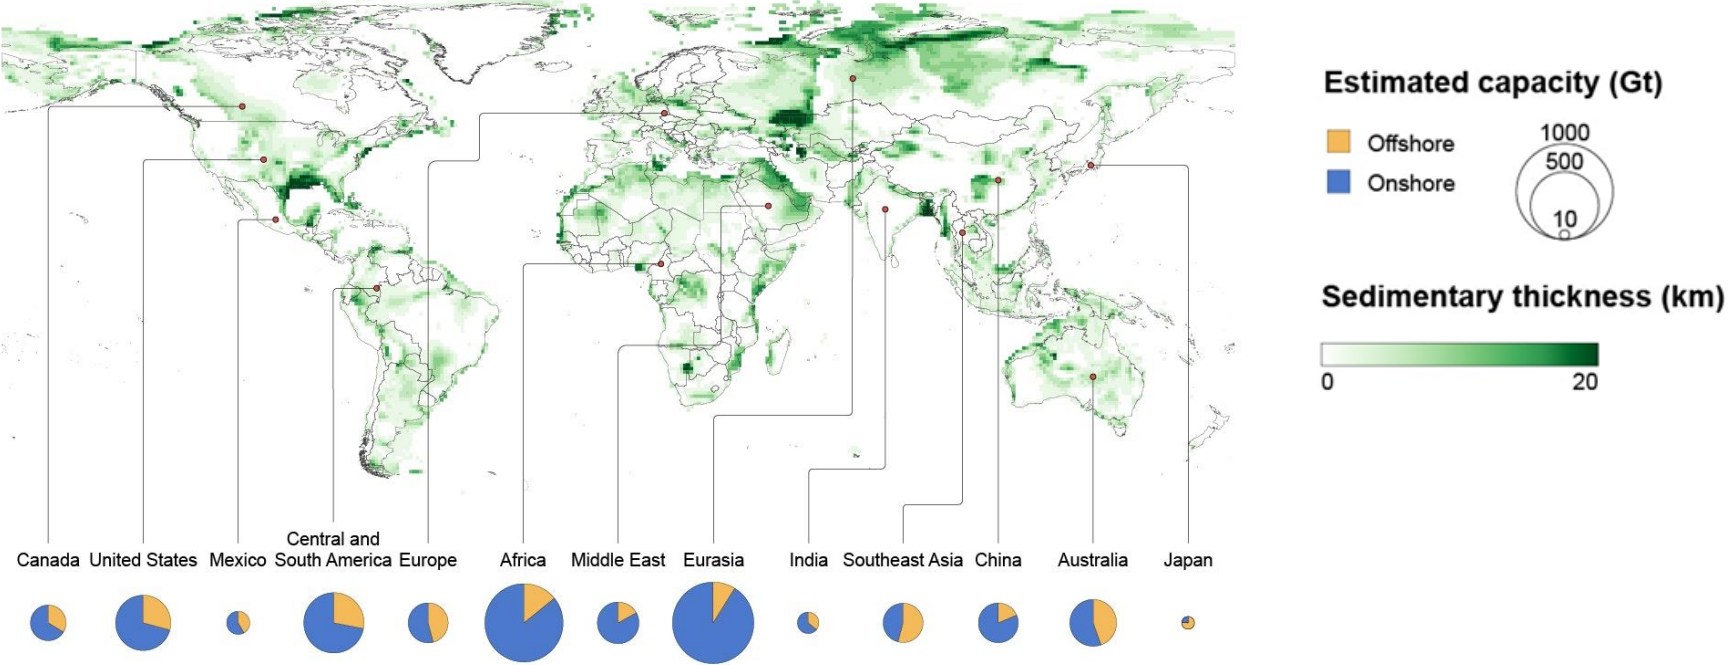 Estimated capacity (Gt)
Offshore
Onshore
1000
500
10
Sedimentary thickness (km)
0
20
Canada
United States
Mexico
Central and
South America
Europe
Africa
Middle East
Eurasia
India
Southeast Asia
China
Australia
Japan